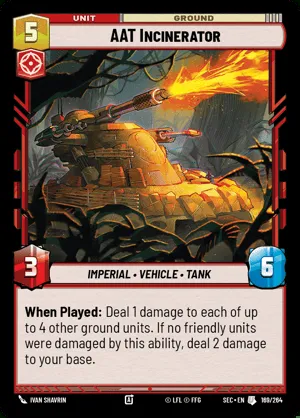 UNIT GROUND
5
AAT INCINERATOR
3
6
IMPERIAL • VEHICLE • TANK
When Played: Deal 1 damage to each of up
to 4 other ground units. If no friendly units
were damaged by this ability, deal 2 damage
to your base.
IVAN SHAVRIN © LFL © FFG SEC • EN 169/264